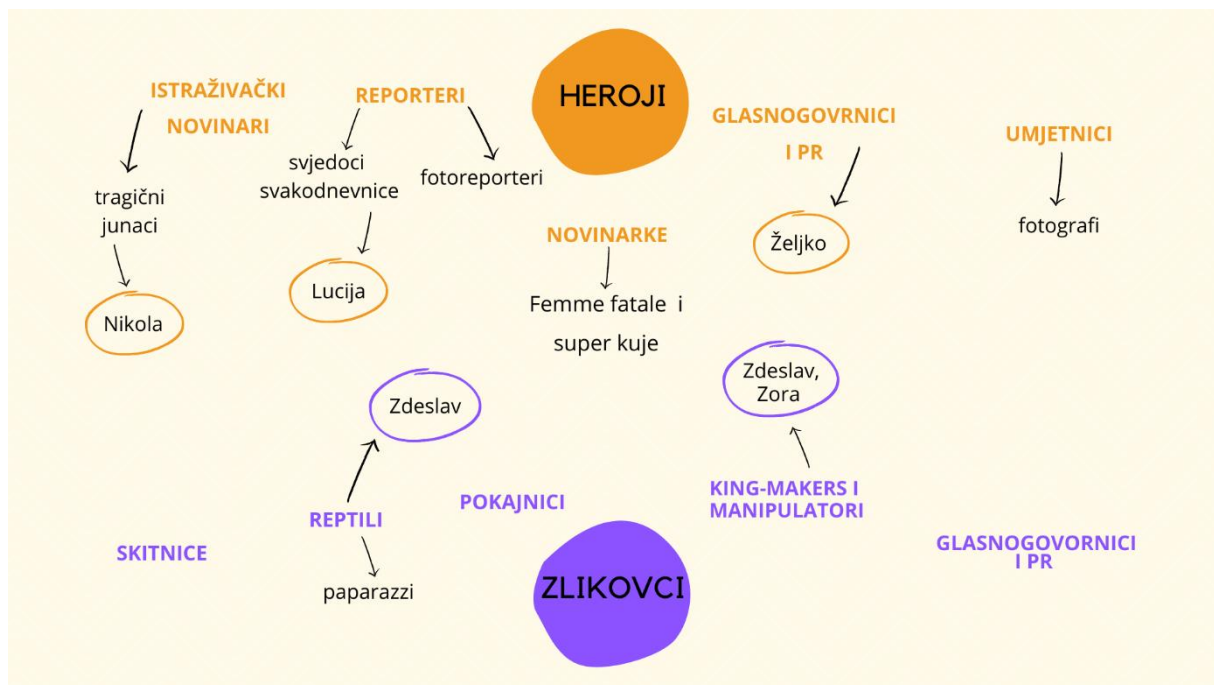 HEROJI
ISTRAŽIVAČKI
NOVINARI
tragični
junaci
Nikola
REPORTERI
svjedoci
svakodnevnice
fotoreporteri
Lucija
NOVINARKE
Femme fatale i
super kuje
GLASNOGOVRNICI
I PR
Željko
UMJETNICI
fotografi
Zdeslav
Zdeslav,
Zora
REPTILI
paparazzi
SKITNICE
POKAJNICI
KING-MAKERS I
MANIPULATORI
GLASNOGOVORNICI
I PR
ZLIKOVCI